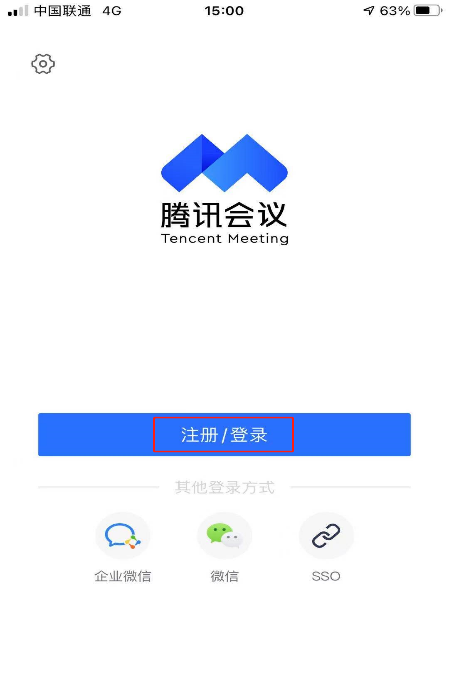 中国联通 4G 15:00 63%
腾讯会议
Tencent Meeting
注册/登录
其他登录方式
企业微信 微信 SSO